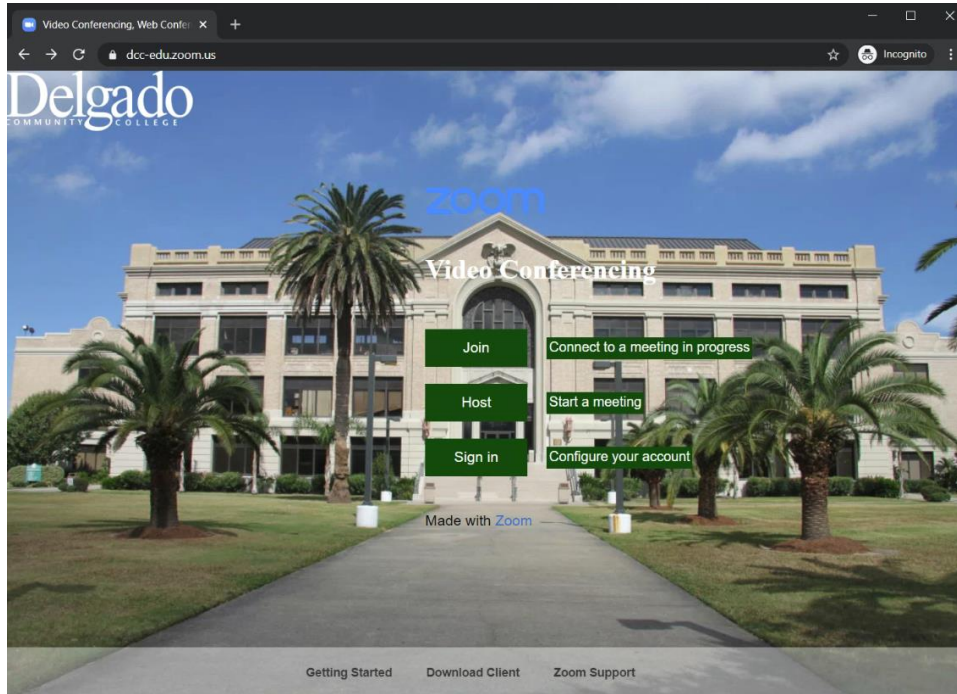 Video Conferencing, Web Confer
dcc-edu.zoom.us
Incognito
Delgado
COMMUNITY COLLEGE
zoom
Video Conferencing
Join Connect to a meeting in progress
Host Start a meeting
Sign in Configure your account
Made with Zoom
Getting Started Download Client Zoom Support